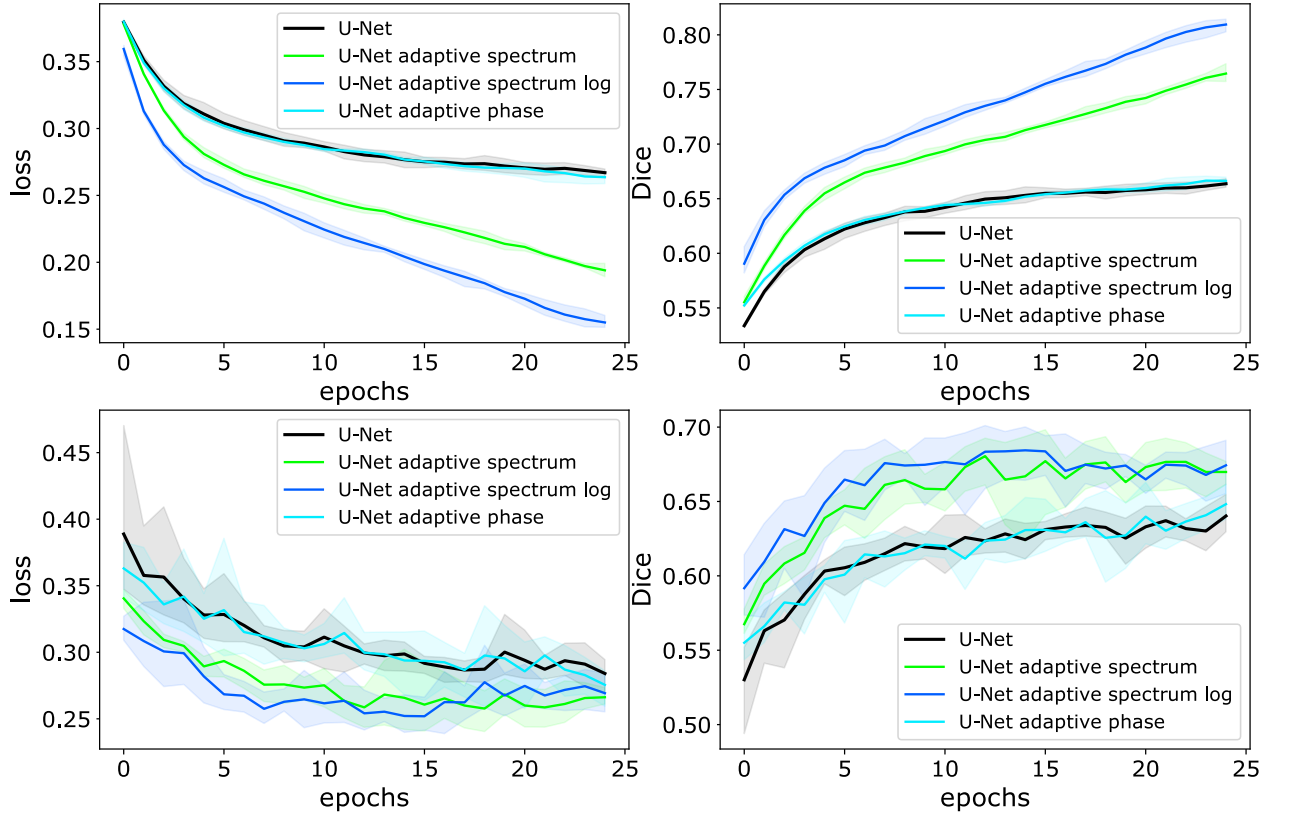 0.35
0.30
0.25
0.20
0.15
loss
U-Net
U-Net adaptive spectrum
U-Net adaptive spectrum log
U-Net adaptive phase
0 5 10 15 20 25
epochs
0.80
0.75
0.70
0.65
0.60
0.55
Dice
U-Net
U-Net adaptive spectrum
U-Net adaptive spectrum log
U-Net adaptive phase
0 5 10 15 20 25
epochs
0.45
0.40
0.35
0.30
0.25
loss
U-Net
U-Net adaptive spectrum
U-Net adaptive spectrum log
U-Net adaptive phase
0 5 10 15 20 25
epochs
0.70
0.65
0.60
0.55
0.50
Dice
U-Net
U-Net adaptive spectrum
U-Net adaptive spectrum log
U-Net adaptive phase
0 5 10 15 20 25
epochs